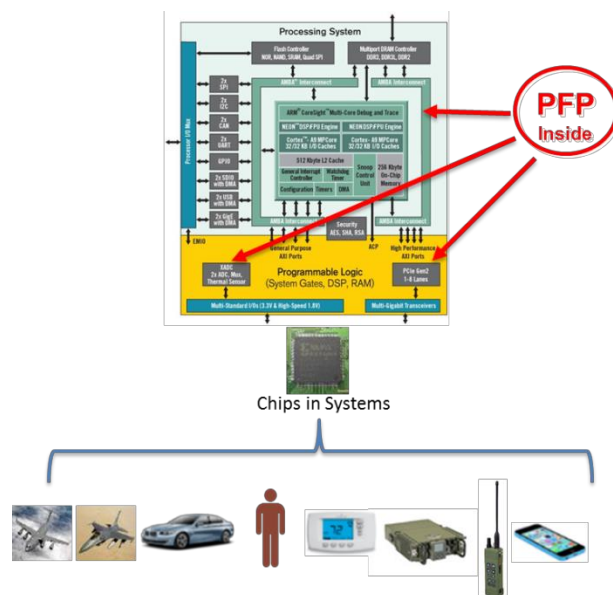 Processing System
Flash Controller
NOR, NAND, SRAM, Quad SPI
Multiport DRAM Controller
DDR3, DDR3L, DDR2
AMBA Interconnect
AMBA Interconnect
Processor I/O Mux
2x
SPI
2x
I2C
2x
CAN
2x
UART
GPIO
2x SDIO
with DMA
2x USB
with DMA
2x GigE
with DMA
ARM CoreSight Multi-Core Debug and Trace
NEON DSP/FPU Engine
NEON DSP/FPU Engine
Cortex - A9 MPCore
32/32 KB I/D Caches
Cortex - A9 MPCore
32/32 KB I/D Caches
512 Kbyte L2 Cache
Snoop
Control
Unit
256 Kbyte
On-Chip
Memory
General Interrupt
Controller
Watchdog
Timer
Configuration
Timers
DMA
AMBA Interconnect
Security
AES, SHA, RSA
AMBA Interconnect
EMIO
General Purpose
AXI Ports
ACP
High Performance
AXI Ports
XADC
2x ADC, Mux,
Thermal Sensor
Programmable Logic
(System Gates, DSP, RAM)
PCIe Gen2
1-8 Lanes
Multi-Standard I/Os (3.3V & High-Speed 1.8V)
Multi-Gigabit Transceivers
PFP
Inside
Chips in Systems
72